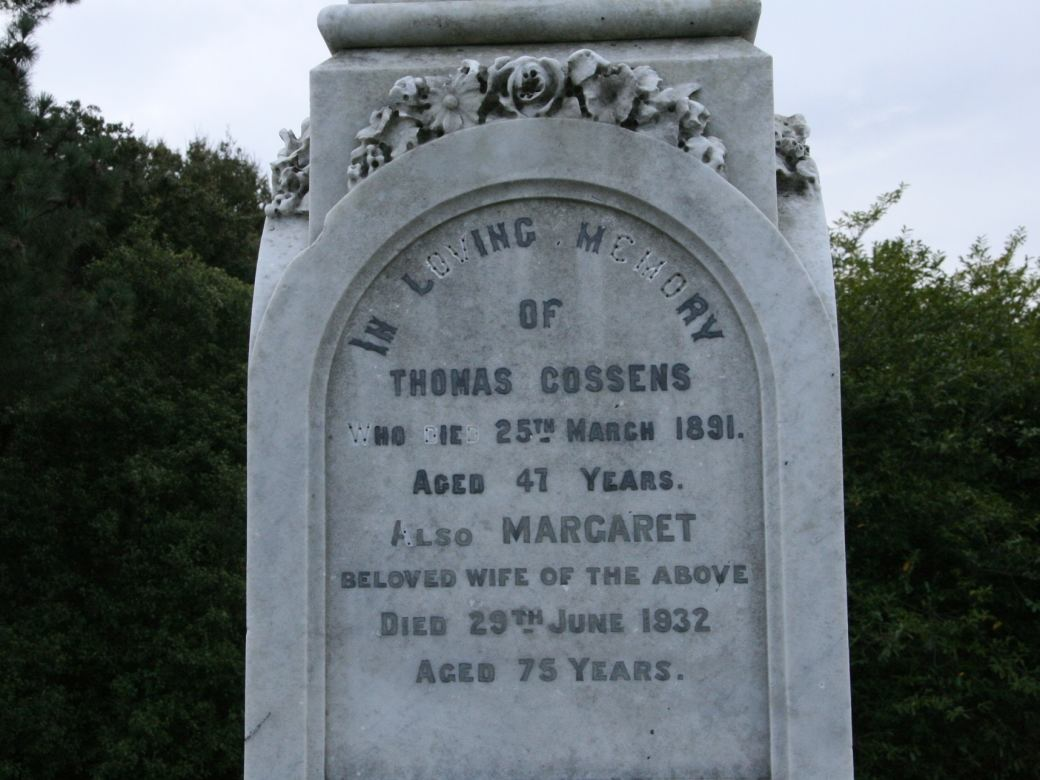 IN LOVING MEMORY
OF
THOMAS COSSENS
WHO DIED 25TH MARCH 1891.
AGED 47 YEARS.
ALSO MARGARET
BELOVED WIFE OF THE ABOVE
DIED 29TH JUNE 1932
AGED 75 YEARS.